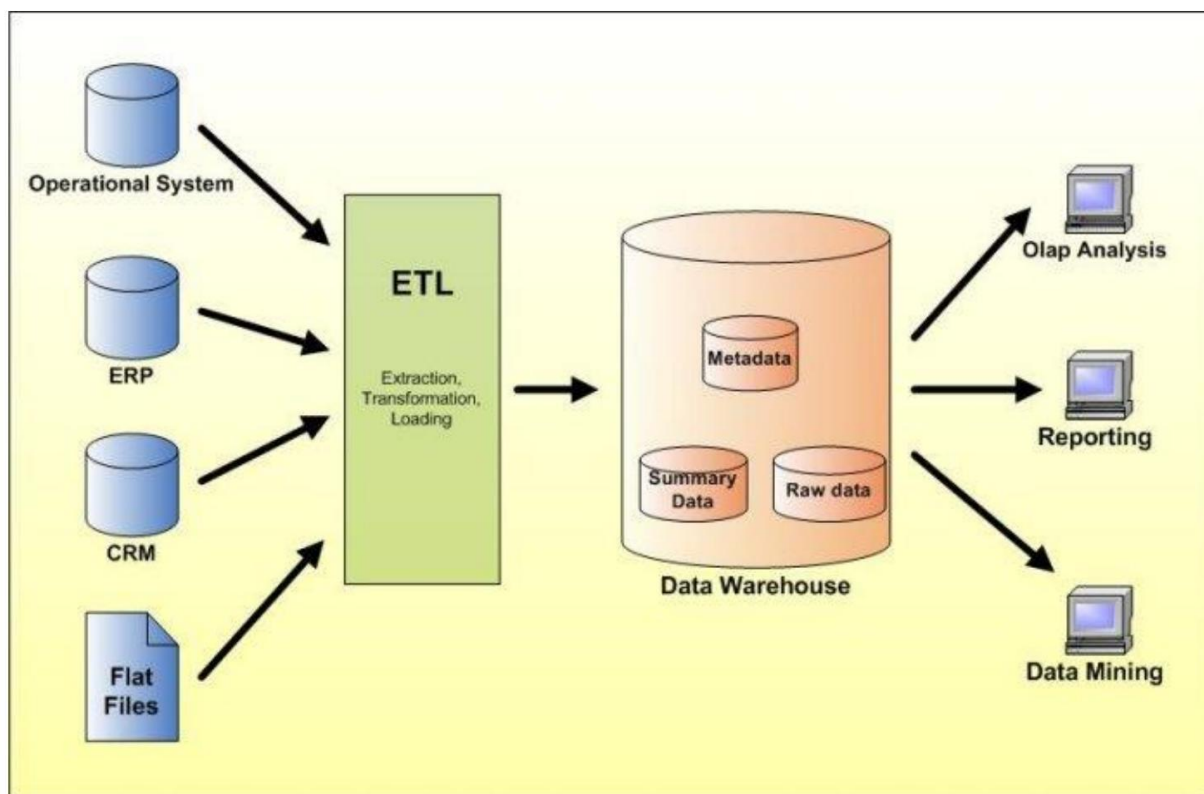 Operational System
ERP
CRM
Flat
Files
ETL
Extraction,
Transformation,
Loading
Metadata
Summary
Data
Raw data
Data Warehouse
Olap Analysis
Reporting
Data Mining